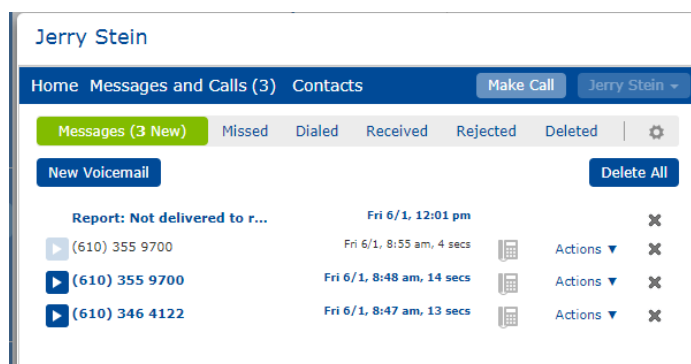 Jerry Stein
Home Messages and Calls (3) Contacts Make Call Jerry Stein
Messages (3 New) Missed Dialed Received Rejected Deleted
New Voicemail Delete All
Report: Not delivered to r... Fri 6/1, 12:01 pm
(610) 355 9700 Fri 6/1, 8:55 am, 4 secs Actions ▼
(610) 355 9700 Fri 6/1, 8:48 am, 14 secs Actions ▼
(610) 346 4122 Fri 6/1, 8:47 am, 13 secs Actions ▼